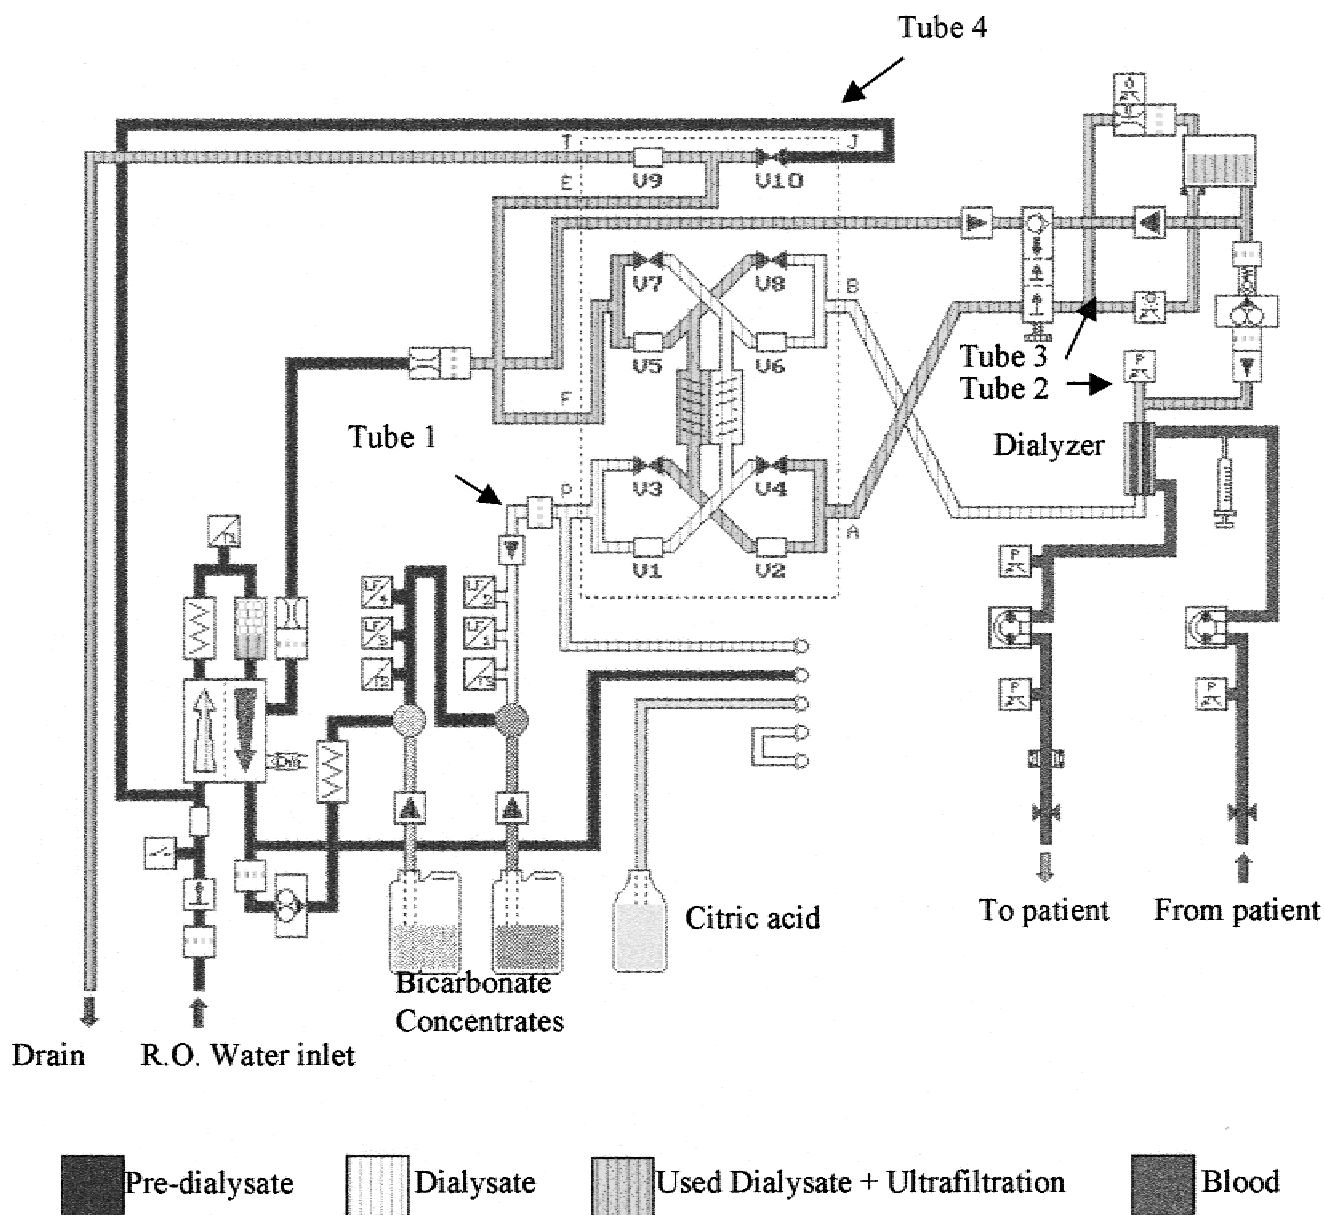 Tube 4
I
J
V9
V10
E
V7
V8
B
Tube 3
Tube 2
P
V5
V6
F
Dialyzer
Tube 1
V3
V4
D
A
V1
V2
P
P
P
Citric acid
To patient
From patient
Bicarbonate
Concentrates
Drain
R.O. Water inlet
Pre-dialysate
Dialysate
Used Dialysate + Ultrafiltration
Blood